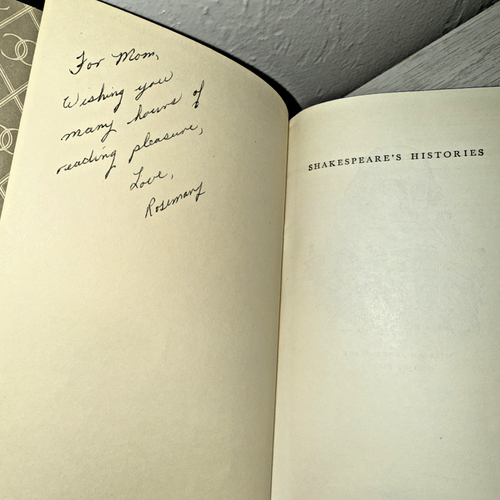 For Mom,
Wishing you
many hours of
reading pleasure,
Love,
Rosemary
SHAKESPEARE'S HISTORIES